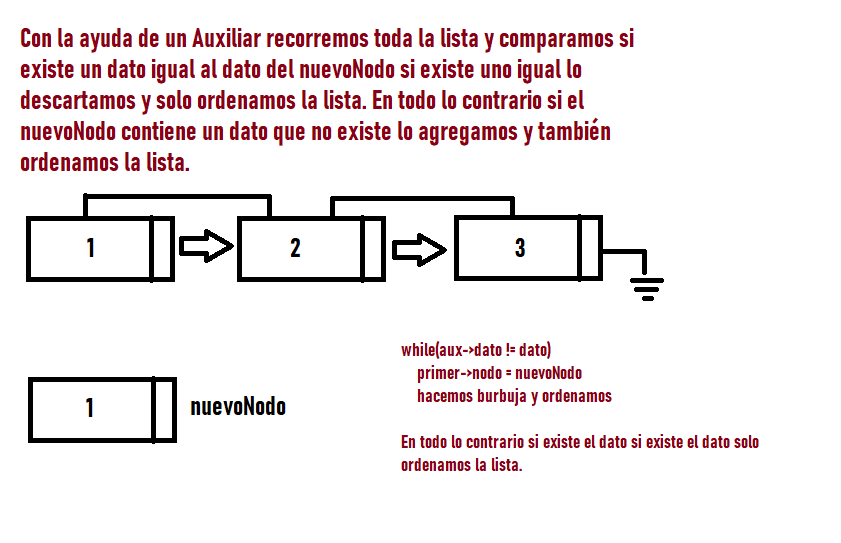 Con la ayuda de un Auxiliar recorremos toda la lista y comparamos si
existe un dato igual al dato del nuevoNodo si existe uno igual lo
descartamos y solo ordenamos la lista. En todo lo contrario si el
nuevoNodo contiene un dato que no existe lo agregamos y también
ordenamos la lista.
1
2
3
while(aux->dato != dato)
primer->nodo = nuevoNodo
hacemos burbuja y ordenamos
1
nuevoNodo
En todo lo contrario si existe el dato si existe el dato solo
ordenamos la lista.